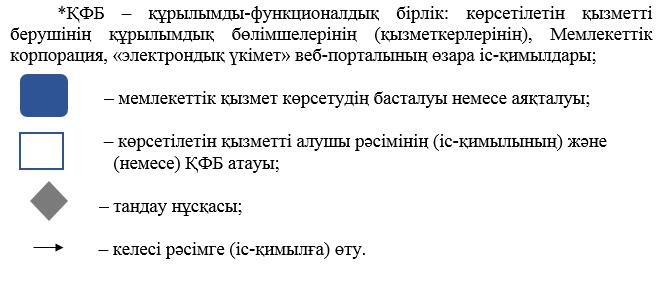 *ҚФБ – құрылымды-функционалдық бірлік: көрсетілетін қызметті
берушінің құрылымдық бөлімшелерінің (қызметкерлерінің), Мемлекеттік
корпорация, «электрондық үкімет» веб-порталының өзара іс-қимылдары;
– мемлекеттік қызмет көрсетудің басталуы немесе аяқталуы;
– көрсетілетін қызметті алушы рәсімінің (іс-қимылынын) және
(немесе) ҚФБ атауы;
– тандау нұсқасы;
– келесі рәсімге (іс-қимылға) өту.